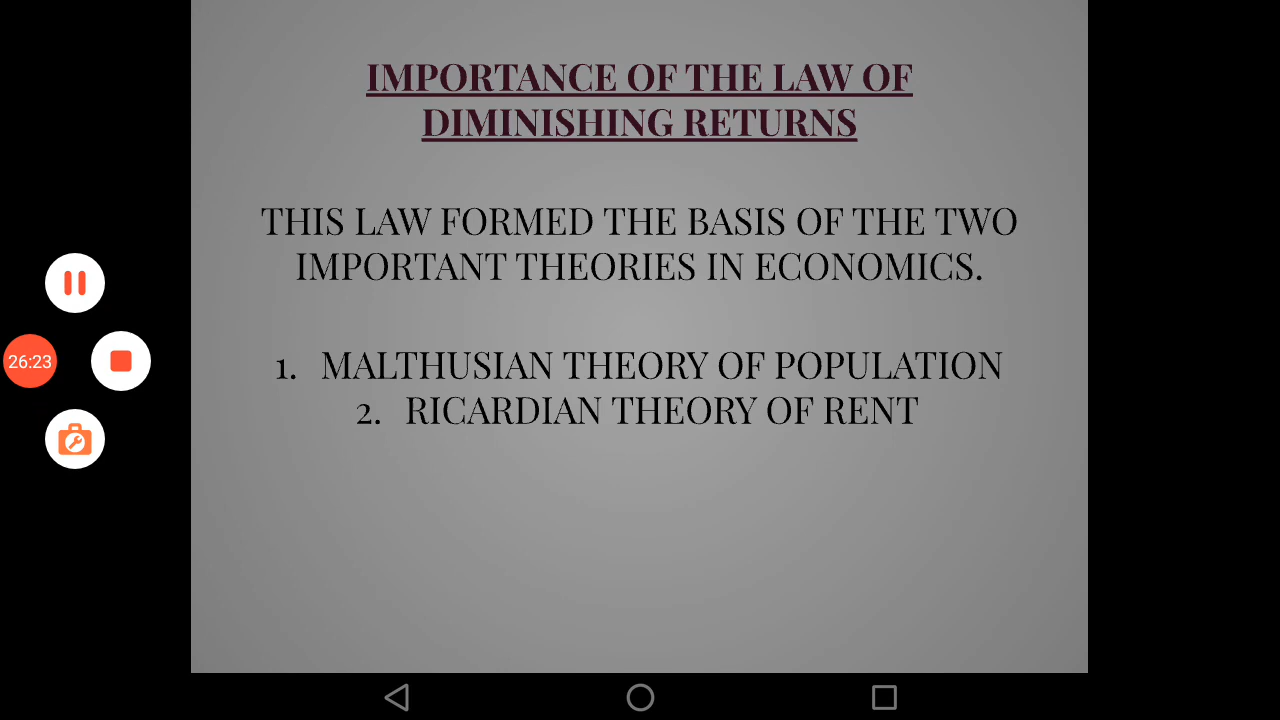 IMPORTANCE OF THE LAW OF
DIMINISHING RETURNS
THIS LAW FORMED THE BASIS OF THE TWO
IMPORTANT THEORIES IN ECONOMICS.
26:23
1. MALTHUSIAN THEORY OF POPULATION
2. RICARDIAN THEORY OF RENT